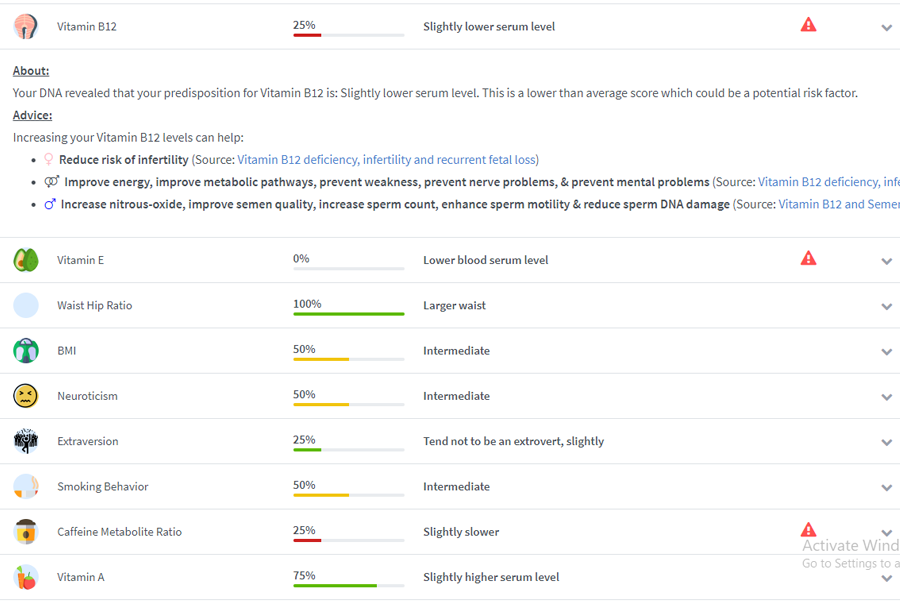 Vitamin B12 25% Slightly lower serum level
About:
Your DNA revealed that your predisposition for Vitamin B12 is: Slightly lower serum level. This is a lower than average score which could be a potential risk factor.
Advice:
Increasing your Vitamin B12 levels can help:
Reduce risk of infertility (Source: Vitamin B12 deficiency, infertility and recurrent fetal loss)
Improve energy, improve metabolic pathways, prevent weakness, prevent nerve problems, & prevent mental problems (Source: Vitamin B12 deficiency, infe
Increase nitrous-oxide, improve semen quality, increase sperm count, enhance sperm motility & reduce sperm DNA damage (Source: Vitamin B12 and Semen
Vitamin E 0% Lower blood serum level
Waist Hip Ratio 100% Larger waist
BMI 50% Intermediate
Neuroticism 50% Intermediate
Extraversion 25% Tend not to be an extrovert, slightly
Smoking Behavior 50% Intermediate
Caffeine Metabolite Ratio 25% Slightly slower
Activate Wind
Go to Settings to a
Vitamin A 75% Slightly higher serum level